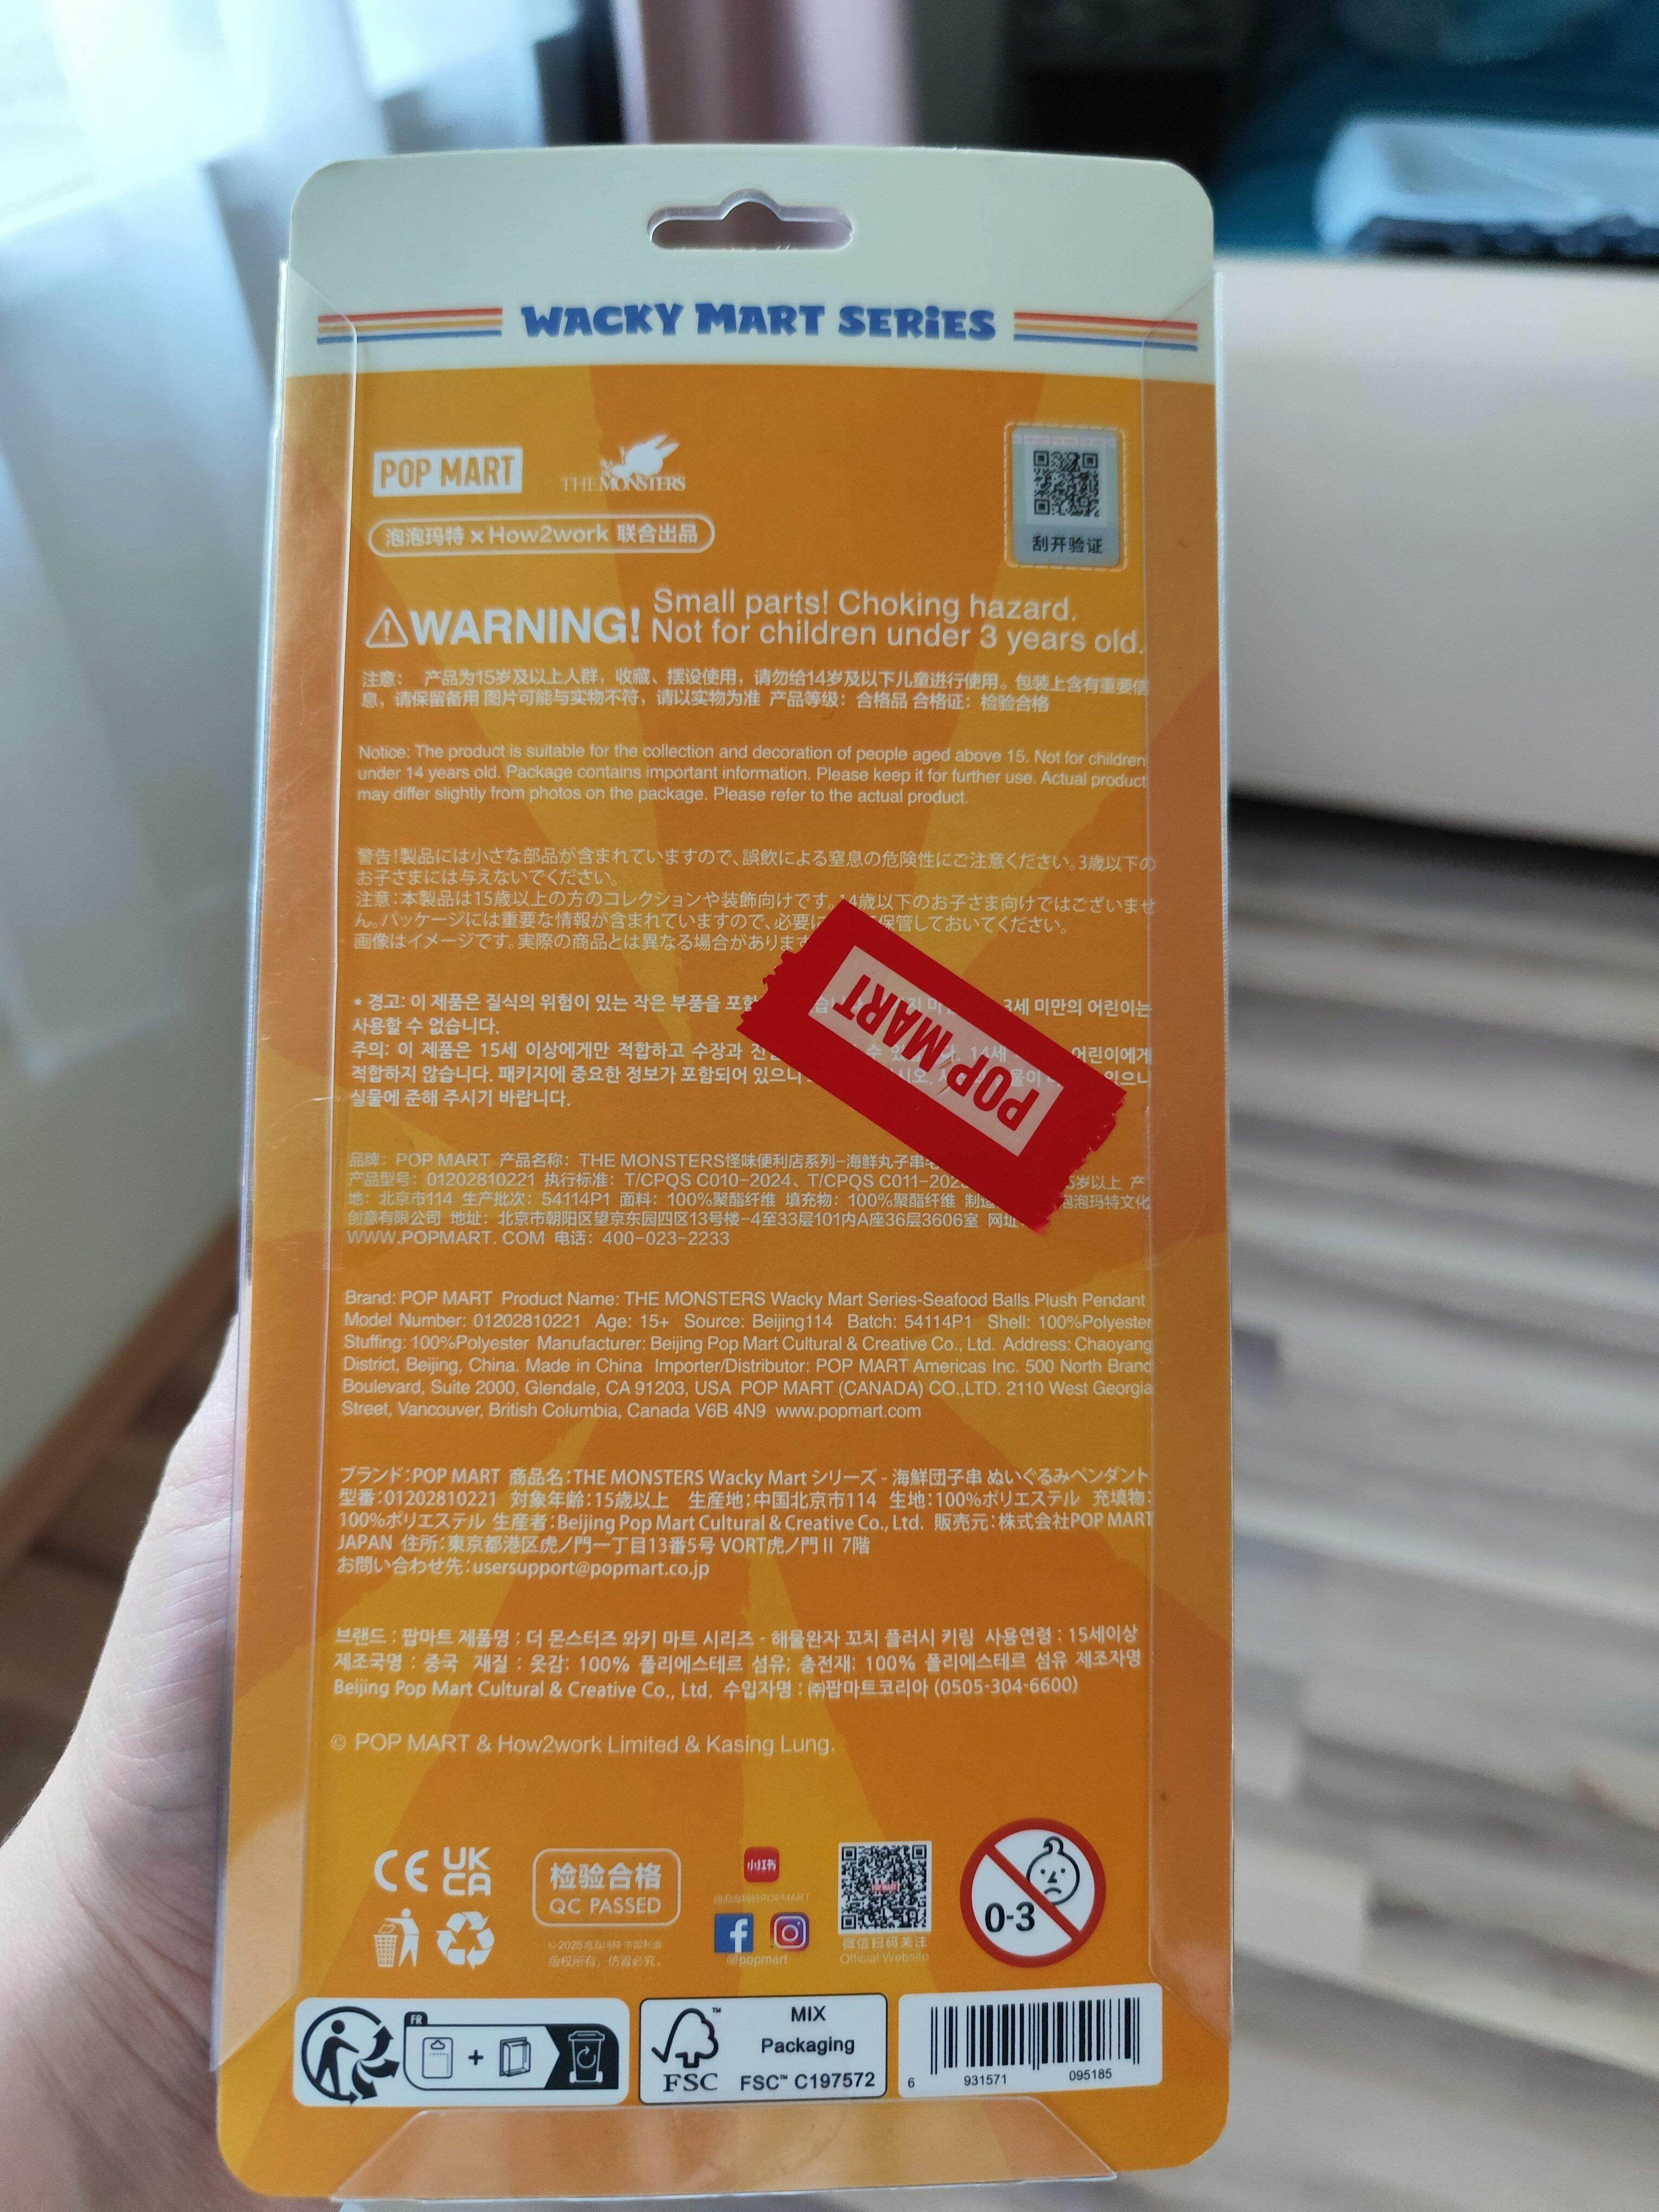 WACKY MART SERiES
POP MART
THE MONSTERS
泡泡玛特 × How2work 联合出品
刮开验证
WARNING!
Small parts! Choking hazard.
Not for children under 3 years old.
注意: 产品为15岁及以上人群，收藏、摆设使用，请勿给14岁及以下儿童进行使用。包装上含有重要信
息，请保留备用 图片可能与实物不符，请以实物为准 产品等级：合格品 合格证：检验合格
Notice: The product is suitable for the collection and decoration of people aged above 15. Not for children
under 14 years old. Package contains important information. Please keep it for further use. Actual product
may differ slightly from photos on the package. Please refer to the actual product.
警告!製品には小さな部品が含まれていますので、誤飲による窒息の危険性にご注意ください。3歳以下の
お子さまには与えないでください。
注意:本製品は15歳以上の方のコレクションや装飾向けです。14歳以下のお子さま向けではございませ
ん。パッケージには重要な情報が含まれていますので、必要に 保管しておいてください。
画像はイメージです。実際の商品とは異なる場合があります
POP MART
* 경고: 이 제품은 질식의 위험이 있는 작은 부품을 3세 미만의 어린이는
사용할 수 없습니다.
주의: 이 제품은 15세 이상에게만 적합하고 수장과 수 14세 어린이에게
적합하지 않습니다. 패키지에 중요한 정보가 포함되어 있으니
실물에 준해 주시기 바랍니다.
品牌：POP MART 产品名称：THE MONSTERS怪味便利店系列-海鲜丸子串
产品型号：01202810221 执行标准：T/CPQS C010-2024、T/CPQS C011-202 5岁以上 产
地：北京市114 生产批次：54114P1 面料：100%聚酯纤维 填充物：100%聚酯纤维 泡泡玛特文化
创意有限公司 地址：北京市朝阳区望京东园四区13号楼-4至33层101内A座36层3606室 网址
WWW.POPMART.COM 电话：400-023-2233
Brand: POP MART Product Name: THE MONSTERS Wacky Mart Series-Seafood Balls Plush Pendant
Model Number: 01202810221 Age: 15+ Source: Beijing114 Batch: 54114P1 Shell: 100%Polyester
Stuffing: 100%Polyester Manufacturer: Beijing Pop Mart Cultural & Creative Co., Ltd. Address: Chaoyang
District, Beijing, China. Made in China Importer/Distributor: POP MART Americas Inc. 500 North Brand
Boulevard, Suite 2000, Glendale, CA 91203, USA POP MART (CANADA) CO.,LTD. 2110 West Georgia
Street, Vancouver, British Columbia, Canada V6B 4N9 www.popmart.com
ブランド:POP MART 商品名:THE MONSTERS Wacky Mart シリーズ - 海鮮団子串 ぬいぐるみペンダント
型番:01202810221 対象年齢:15歳以上 生産地:中国北京市114 生地:100%ポリエステル 充填物:
100%ポリエステル 生産者:Beijing Pop Mart Cultural & Creative Co., Ltd. 販売元:株式会社POP MART
JAPAN 住所:東京都港区虎ノ門一丁目13番5号 VORT虎ノ門 II 7階
お問い合わせ先:usersupport@popmart.co.jp
브랜드 : 팝마트 제품명 : 더 몬스터즈 와키 마트 시리즈 - 해물완자 꼬치 플러시 키링 사용연령 : 15세이상
제조국명 : 중국 재질 : 옷감: 100% 폴리에스테르 섬유; 충전재: 100% 폴리에스테르 섬유 제조자명 :
Beijing Pop Mart Cultural & Creative Co., Ltd. 수입자명 : ㈜팝마트코리아 (0505-304-6600)
© POP MART & How2work Limited & Kasing Lung.
CE
UK
CA
检验合格
QC PASSED
版权所有，仿冒必究。
小红书
@泡泡玛特POPMART
@popmart
微信扫码关注
Official Website
0-3
FR
+
FSC™
MIX
Packaging
FSC™ C197572
6 931571 095185